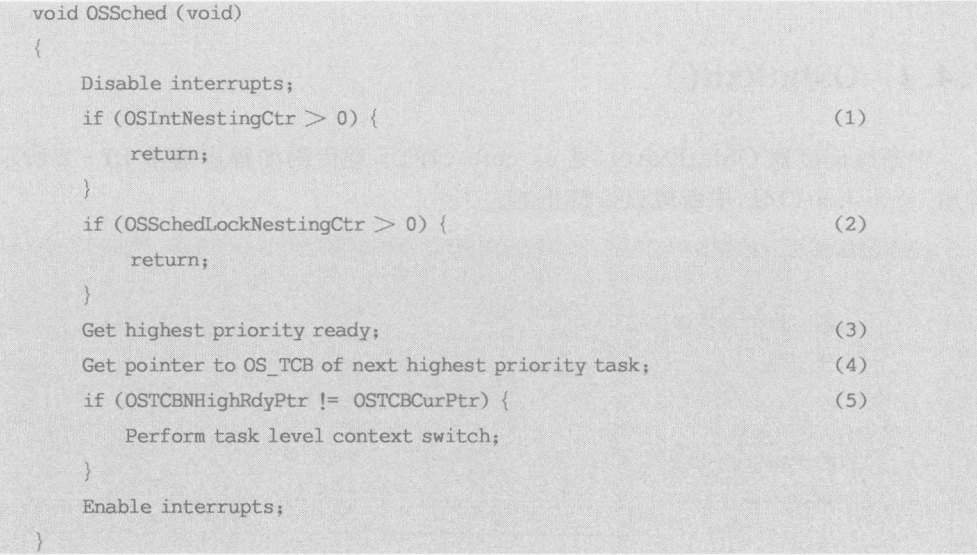 void OSSched (void)
{
Disable interrupts;
if (OSIntNestingCtr > 0) { (1)
return;
}
if (OSSchedLockNestingCtr > 0) { (2)
return;
}
Get highest priority ready; (3)
Get pointer to OS_TCB of next highest priority task; (4)
if (OSTCBNHighRdyPtr != OSTCBCurPtr) { (5)
Perform task level context switch;
}
Enable interrupts;
}